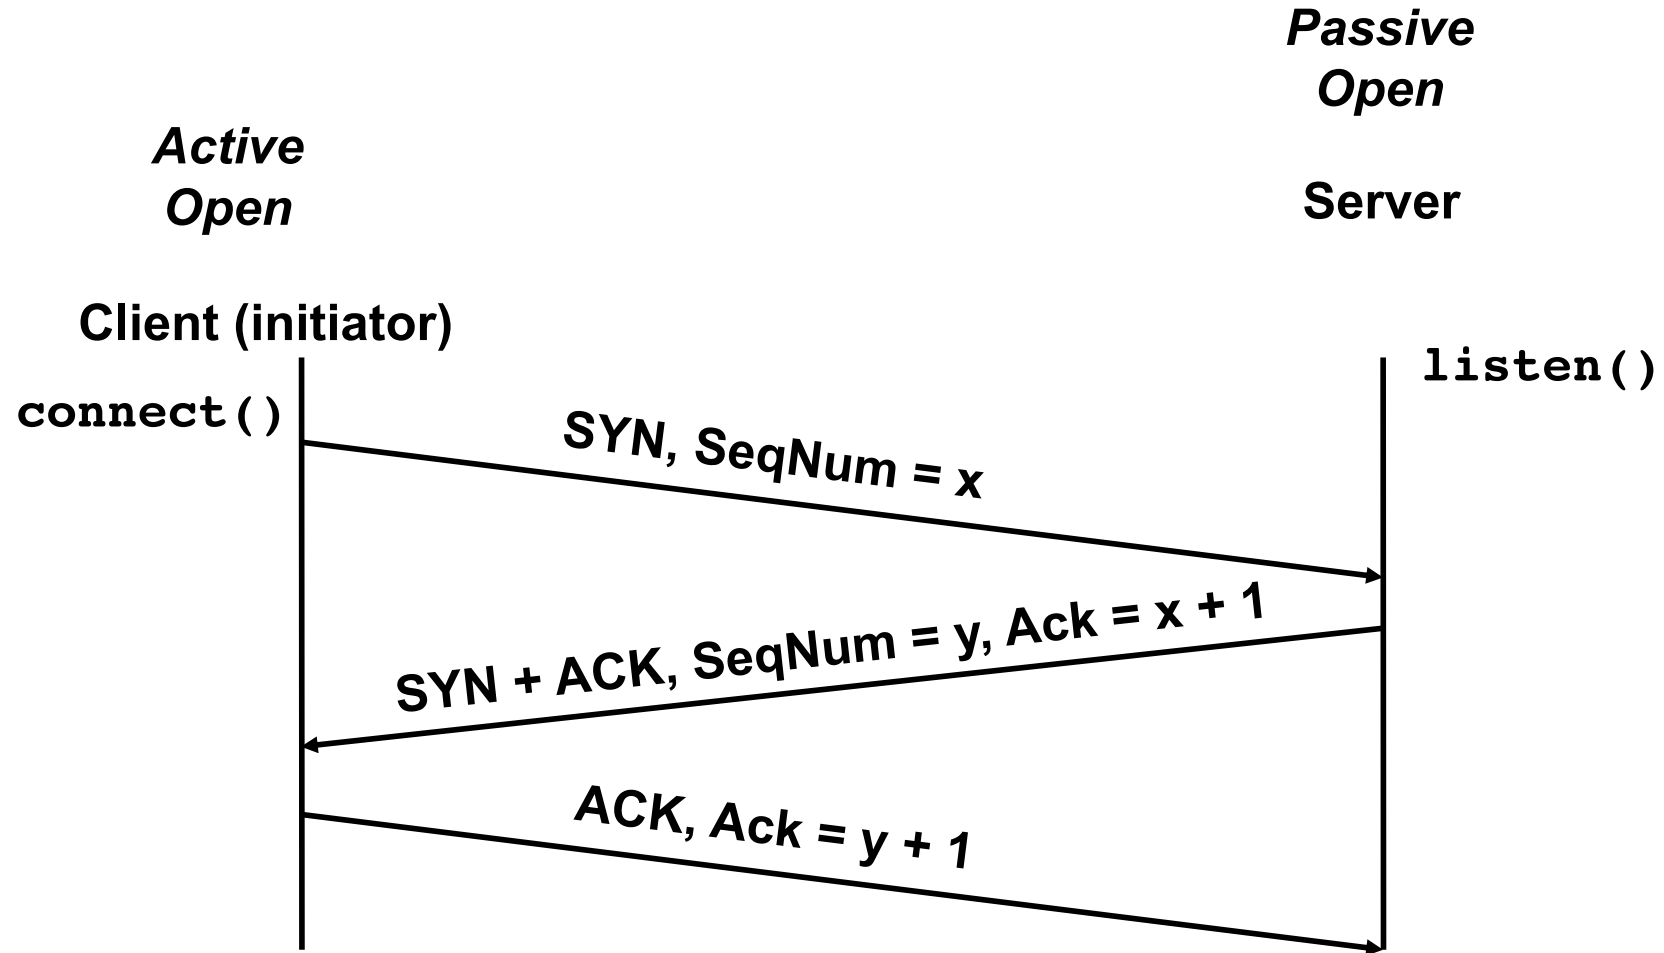 Passive
Open
Active
Open
Server
Client (initiator)
listen()
connect()
SYN, SeqNum = x
SYN + ACK, SeqNum = y, Ack = x + 1
ACK, Ack = y + 1